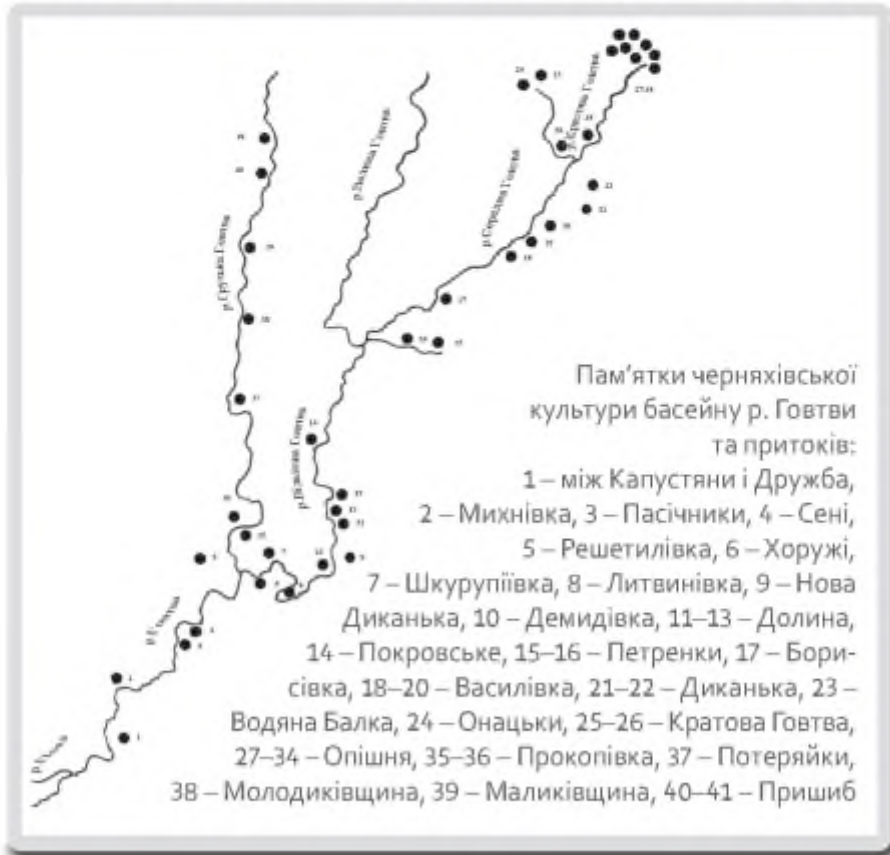 р.Грузька Говтва
р.Вільхова Говтва
р.Середня Говтва
27-34
р.Говтва
Пам'ятки черняхівської
культури басейну р. Говтви
та притоків:
1 – між Капустяни і Дружба,
2 – Михнівка, 3 – Пасічники, 4 – Сені,
5 – Решетилівка, 6 – Хоружі,
7 – Шкурупіївка, 8 – Литвинівка, 9 – Нова
Диканька, 10 – Демидівка, 11–13 – Долина,
14 – Покровське, 15–16 – Петренки, 17 – Бори-
сівка, 18–20 – Василівка, 21–22 – Диканька, 23 –
Водяна Балка, 24 – Онацьки, 25–26 – Кратова Говтва,
27–34 – Опішня, 35–36 – Прокопівка, 37 – Потеряйки,
38 – Молодиківщина, 39 – Маликівщина, 40–41 – Пришиб